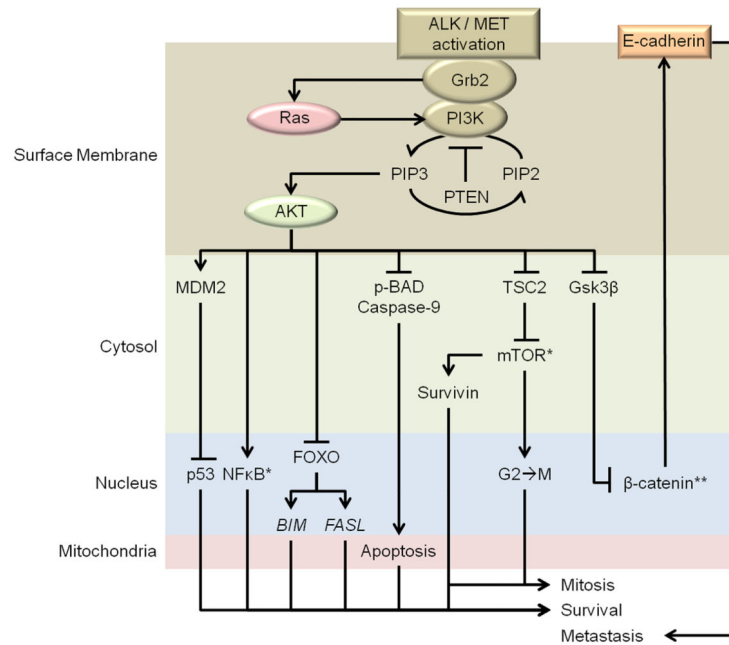 ALK / MET
activation
E-cadherin
Grb2
Ras
PI3K
Surface Membrane
PIP3
PTEN
PIP2
AKT
MDM2
p-BAD
Caspase-9
TSC2
Gsk3β
Cytosol
mTOR*
Survivin
Nucleus
p53
NFκB*
FOXO
G2→M
β-catenin**
BIM
FASL
Mitochondria
Apoptosis
Mitosis
Survival
Metastasis